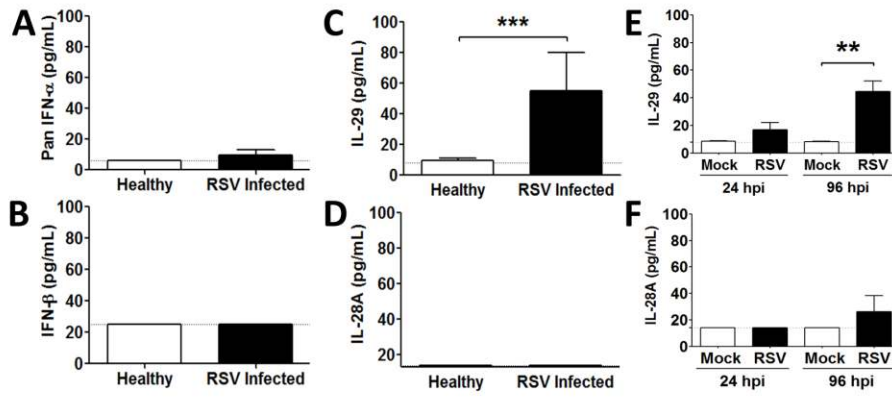 A
Pan IFN-α (pg/mL)
100
80
60
40
20
0
Healthy
RSV Infected
B
IFN-β (pg/mL)
100
80
60
40
20
0
Healthy
RSV Infected
C
IL-29 (pg/mL)
***
100
80
60
40
20
0
Healthy
RSV Infected
D
IL-28A (pg/mL)
100
80
60
40
20
Healthy
RSV Infected
E
IL-29 (pg/mL)
**
100
80
60
40
20
0
Mock RSV Mock RSV
24 hpi 96 hpi
F
IL-28A (pg/mL)
100
80
60
40
20
0
Mock RSV Mock RSV
24 hpi 96 hpi